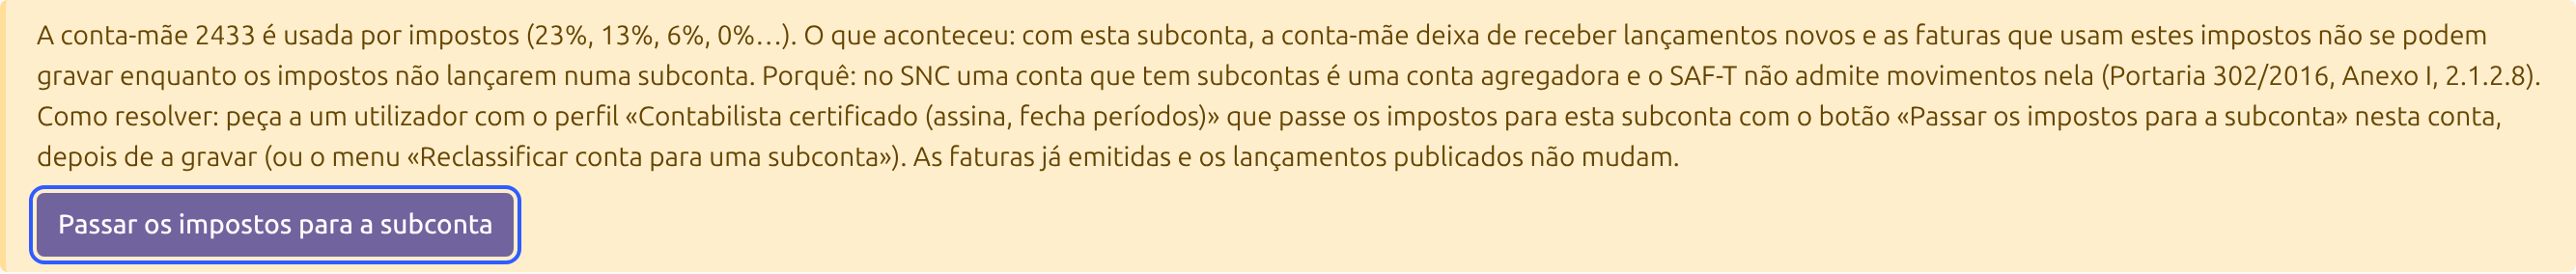 A conta-mãe 2433 é usada por impostos (23%, 13%, 6%, 0%…). O que aconteceu: com esta subconta, a conta-mãe deixa de receber lançamentos novos e as faturas que usam estes impostos não se podem
gravar enquanto os impostos não lançarem numa subconta. Porquê: no SNC uma conta que tem subcontas é uma conta agregadora e o SAF-T não admite movimentos nela (Portaria 302/2016, Anexo I, 2.1.2.8).
Como resolver: peça a um utilizador com o perfil «Contabilista certificado (assina, fecha períodos)» que passe os impostos para esta subconta com o botão «Passar os impostos para a subconta» nesta conta,
depois de a gravar (ou o menu «Reclassificar conta para uma subconta»). As faturas já emitidas e os lançamentos publicados não mudam.
Passar os impostos para a subconta